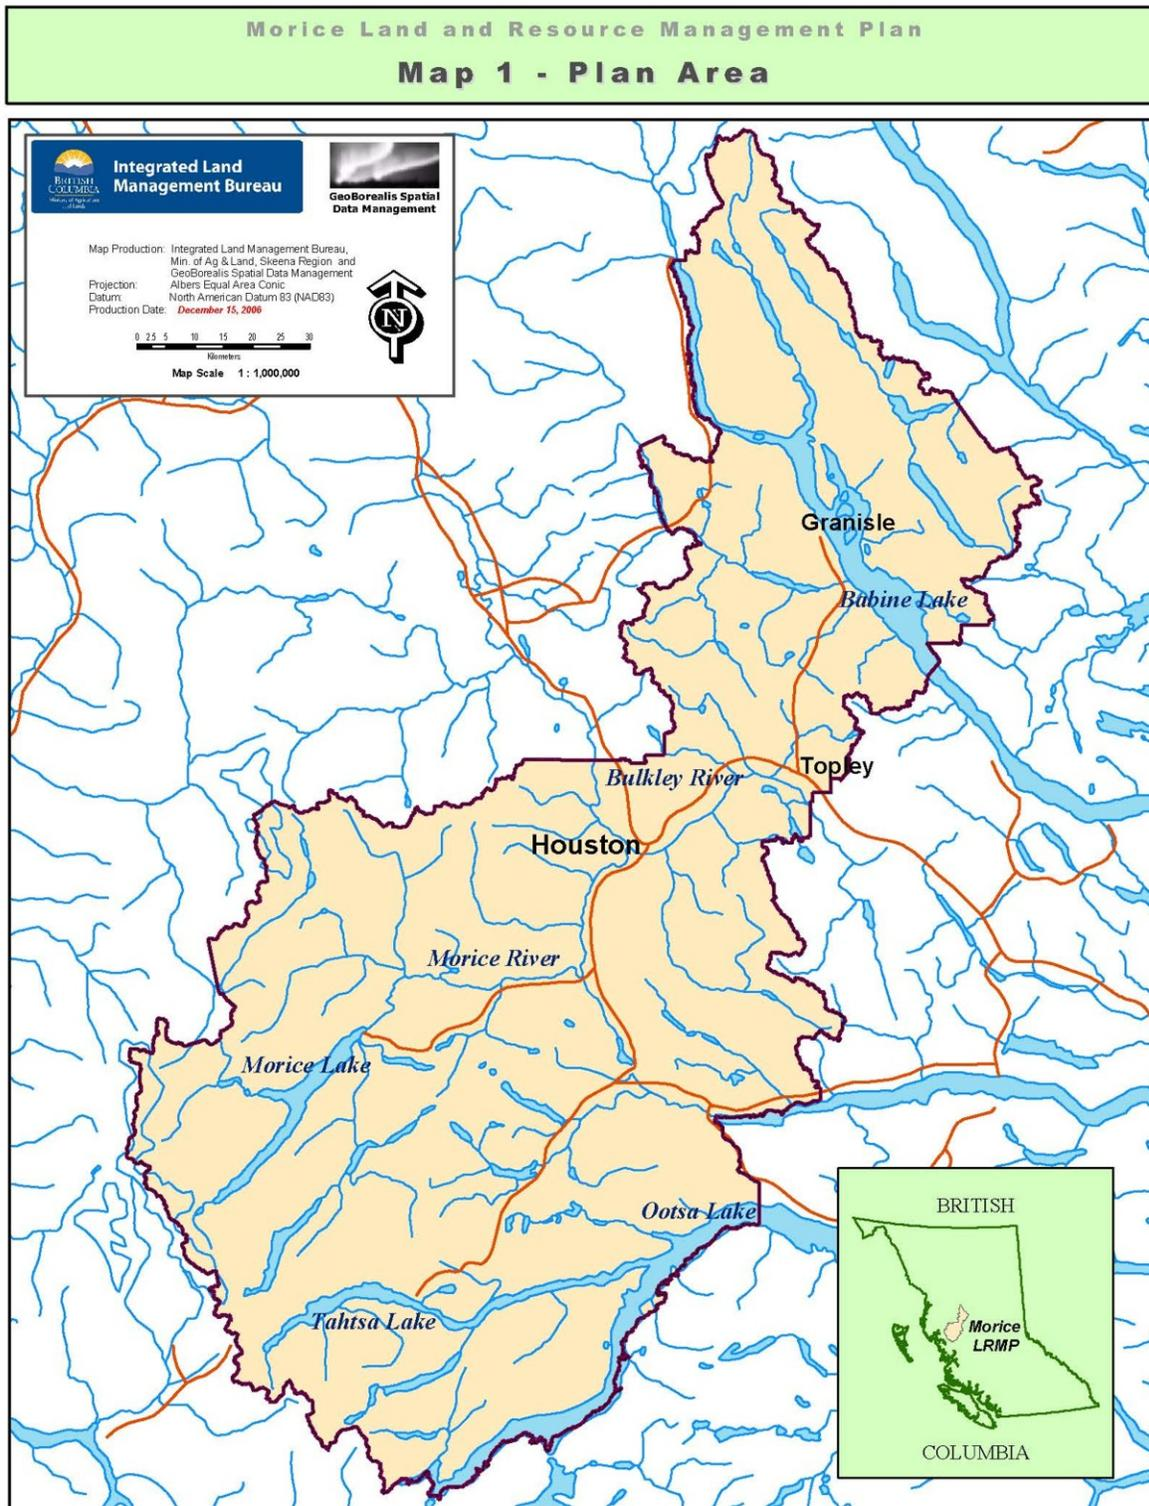 Morice Land and Resource Management Plan
Map 1 - Plan Area
BRITISH
COLUMBIA
Integrated Land
Management Bureau
GeoBorealis Spatial
Data Management
Map Production: Integrated Land Management Bureau,
Min. of Ag & Land, Skeena Region and
GeoBorealis Spatial Data Management
Projection: Albers Equal Area Conic
Datum: North American Datum 83 (NAD83)
Production Date: December 15, 2006
N
0 2.5 5 10 15 20 25 30
Kilometers
Map Scale 1 : 1,000,000
Granisle
Babine Lake
Topley
Bulkley River
Houston
Morice River
Morice Lake
Ootsa Lake
Tahtsa Lake
BRITISH
Morice
LRMP
COLUMBIA